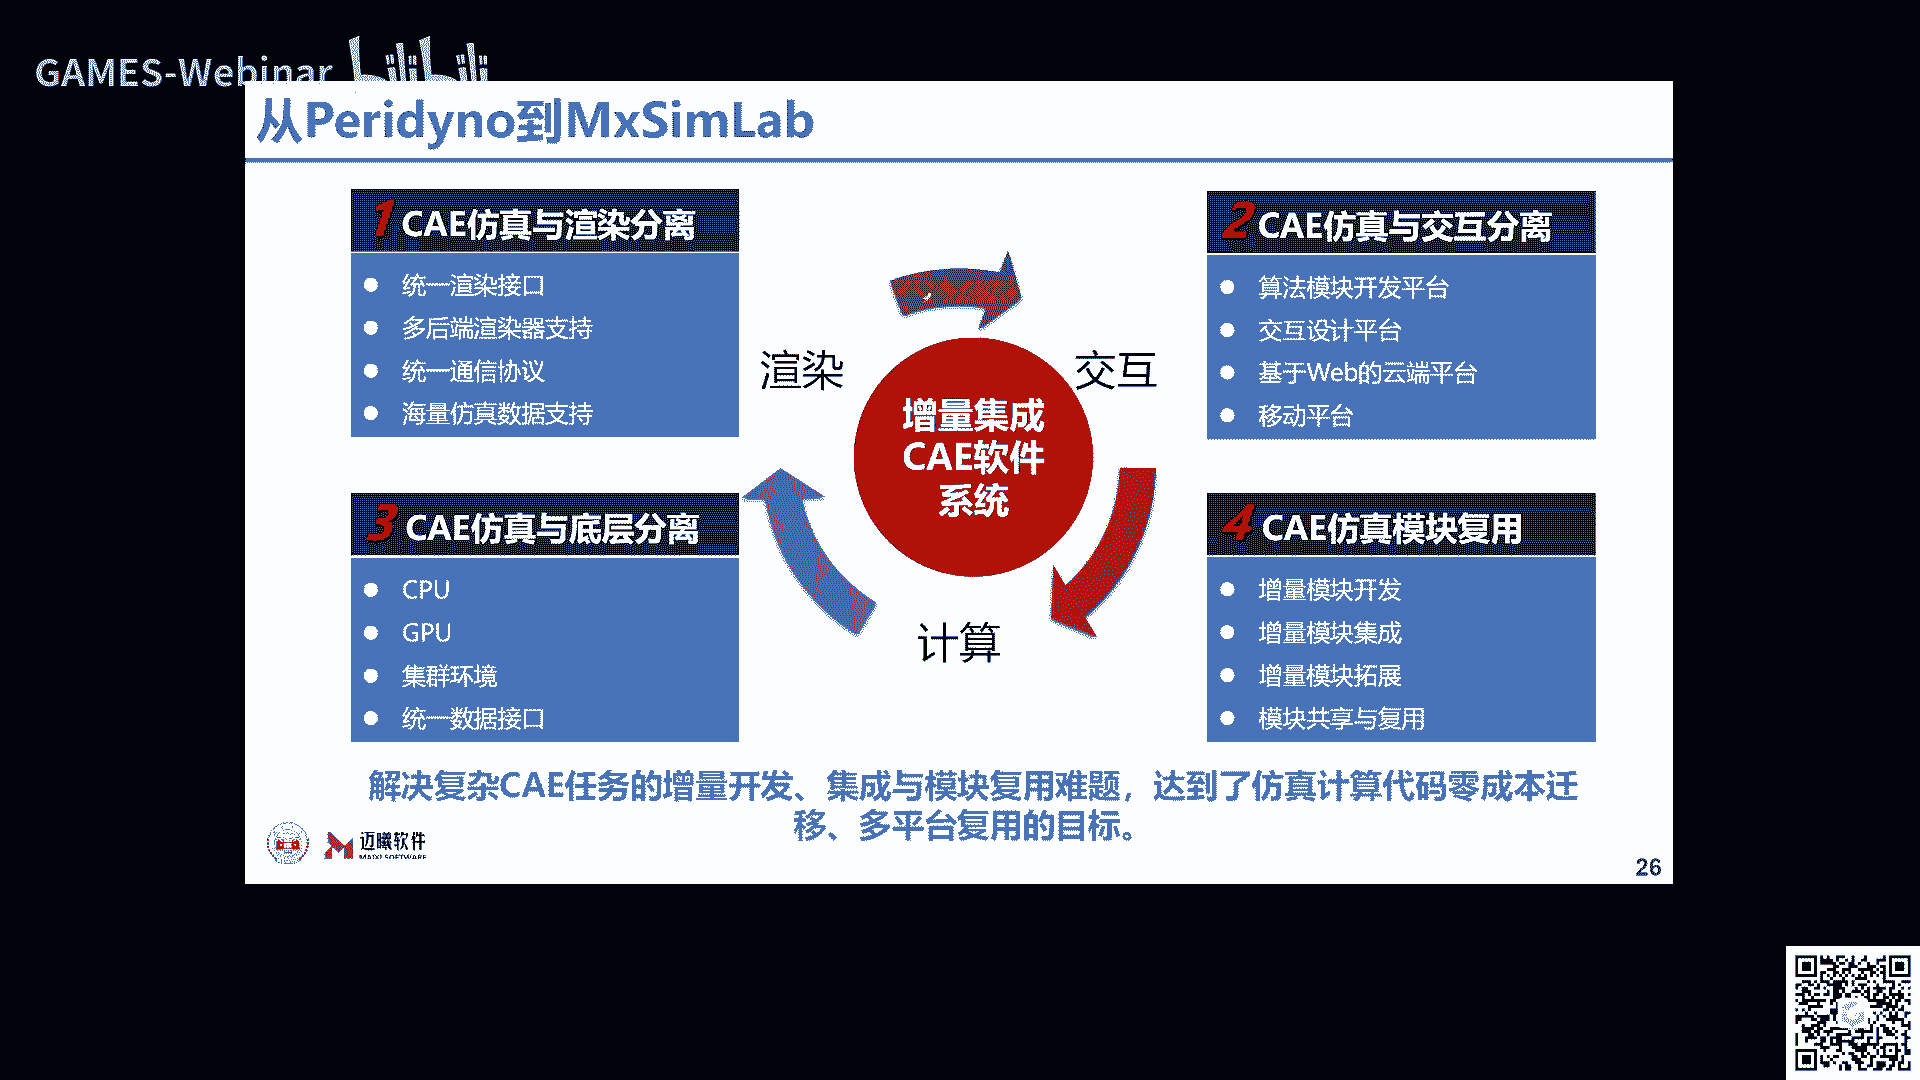 GAMES-Webinar bilibili
从Peridyno到MxSimLab
1 CAE仿真与渲染分离
统一渲染接口
多后端渲染器支持
统一通信协议
海量仿真数据支持
2 CAE仿真与交互分离
算法模块开发平台
交互设计平台
基于Web的云端平台
移动平台
渲染
交互
增量集成
CAE软件
系统
计算
3 CAE仿真与底层分离
CPU
GPU
集群环境
统一数据接口
4 CAE仿真模块复用
增量模块开发
增量模块集成
增量模块拓展
模块共享与复用
解决复杂CAE任务的增量开发、集成与模块复用难题，达到了仿真计算代码零成本迁
移、多平台复用的目标。
迈曦软件
MAIXI SOFTWARE
26